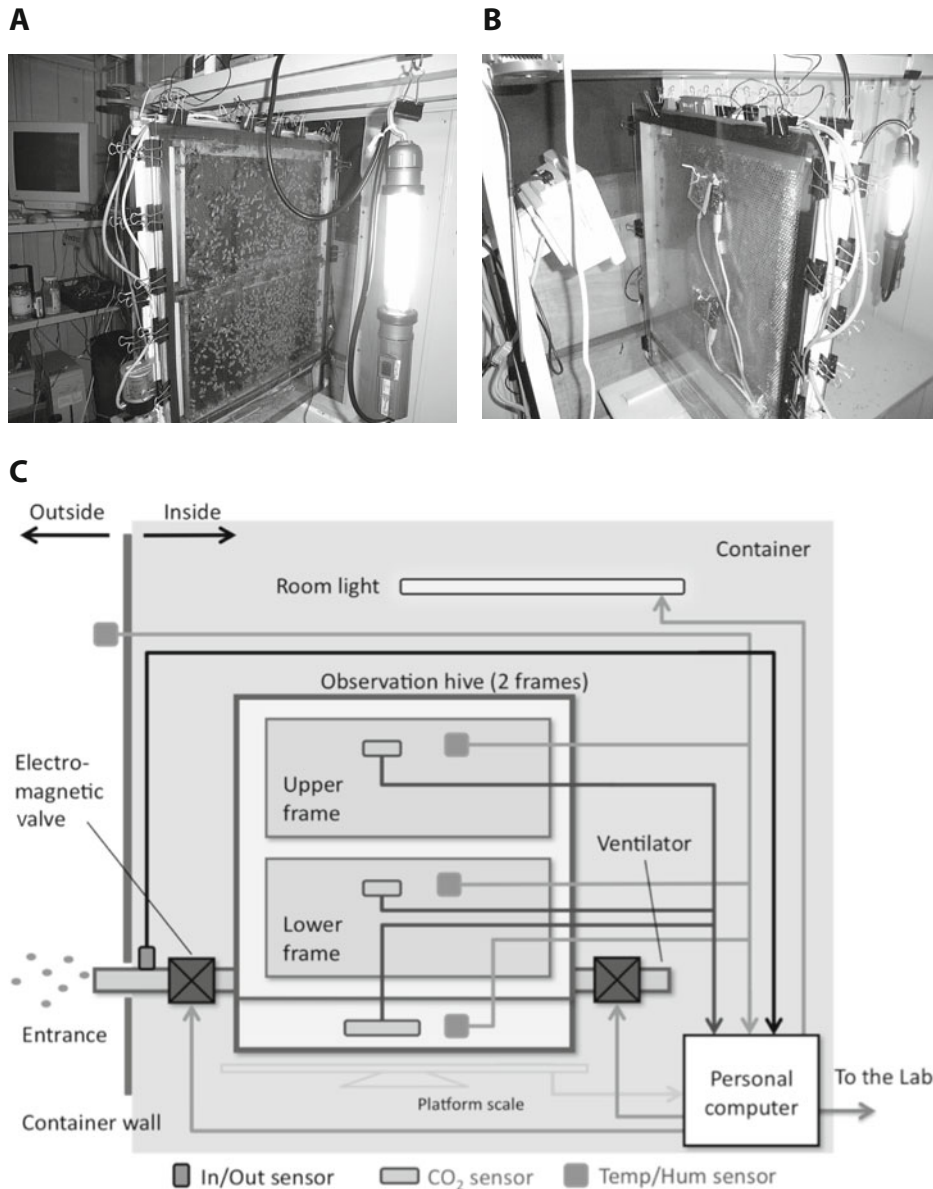 A
B
C
Outside
Inside
Container
Room light
Observation hive (2 frames)
Electro-
magnetic
valve
Upper
frame
Ventilator
Lower
frame
Entrance
Personal
computer
To the Lab
Platform scale
Container wall
In/Out sensor
CO₂ sensor
Temp/Hum sensor